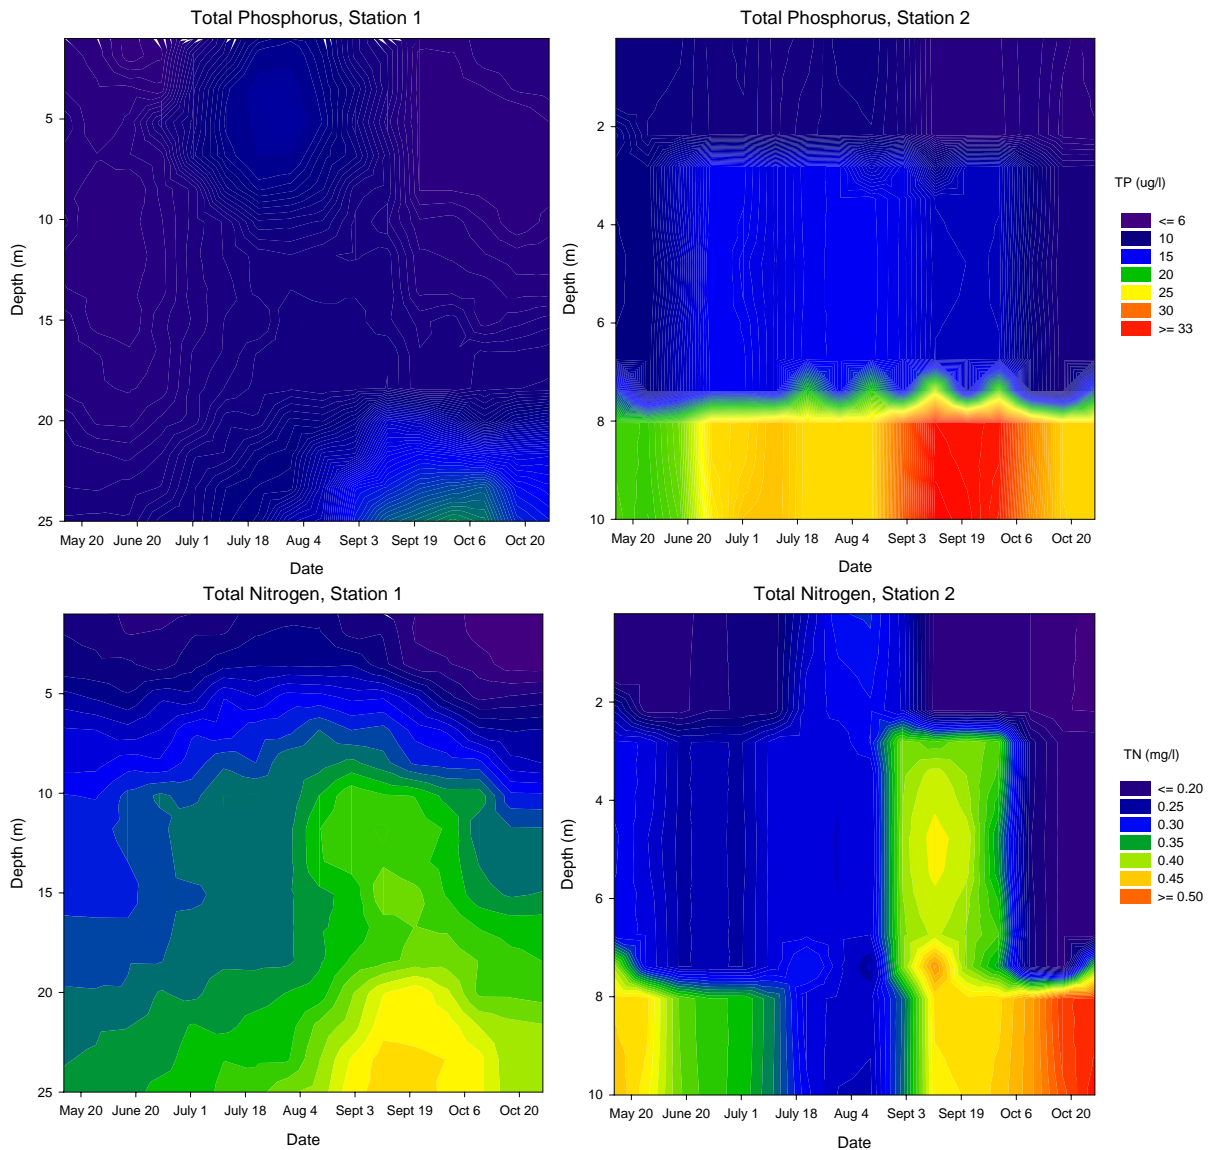 Total Phosphorus, Station 1
5
10
15
20
25
Depth (m)
May 20 June 20 July 1 July 18 Aug 4 Sept 3 Sept 19 Oct 6 Oct 20
Date
Total Phosphorus, Station 2
2
4
6
8
10
Depth (m)
May 20 June 20 July 1 July 18 Aug 4 Sept 3 Sept 19 Oct 6 Oct 20
Date
TP (ug/l)
<= 6
10
15
20
25
30
>= 33
Total Nitrogen, Station 1
5
10
15
20
25
Depth (m)
May 20 June 20 July 1 July 18 Aug 4 Sept 3 Sept 19 Oct 6 Oct 20
Date
Total Nitrogen, Station 2
2
4
6
8
10
Depth (m)
May 20 June 20 July 1 July 18 Aug 4 Sept 3 Sept 19 Oct 6 Oct 20
Date
TN (mg/l)
<= 0.20
0.25
0.30
0.35
0.40
0.45
>= 0.50